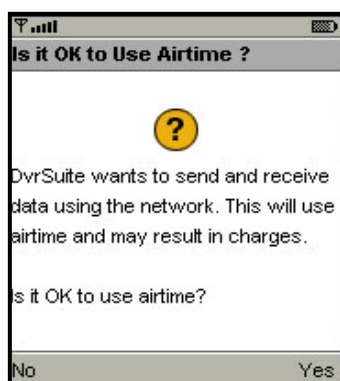 Is it OK to Use Airtime ?
?
DvrSuite wants to send and receive
data using the network. This will use
airtime and may result in charges.
Is it OK to use airtime?
No Yes